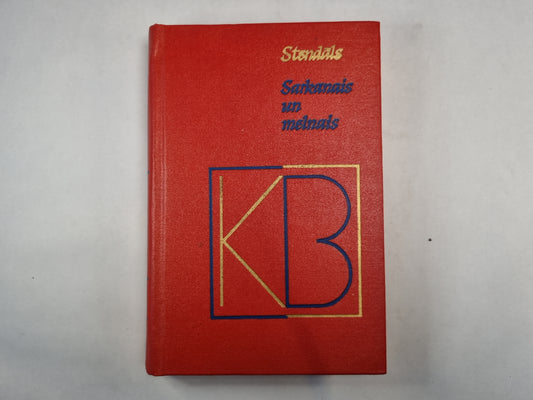 Stendāls
Sarkanais
un
melnais
KB